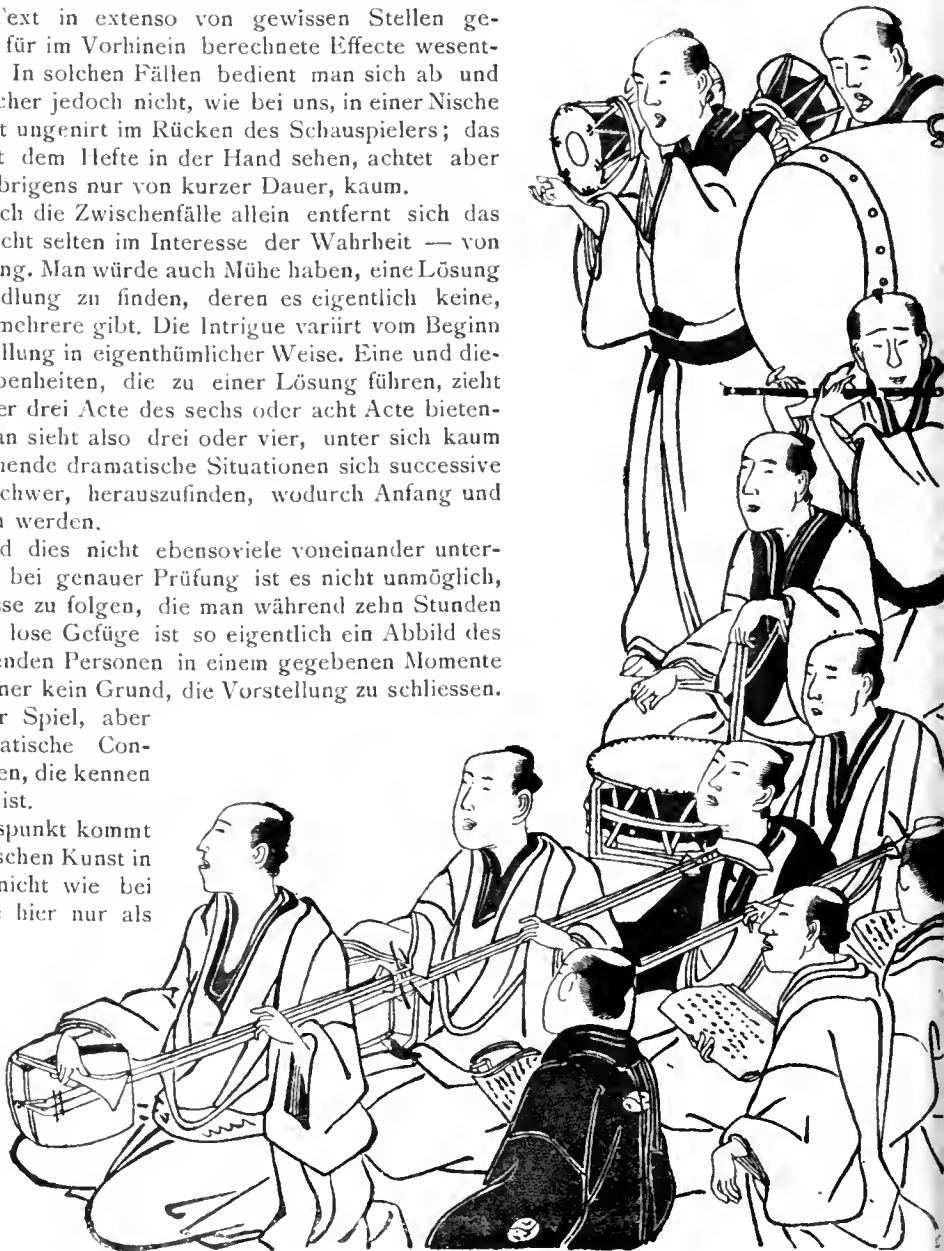 Text in extenso von gewissen Stellen ge-
für im Vorhinein berechnete Effecte wesent-
In solchen Fällen bedient man sich ab und
cher jedoch nicht, wie bei uns, in einer Nische
t ungenirt im Rücken des Schauspielers; das
t dem Hefte in der Hand sehen, achtet aber
brigens nur von kurzer Dauer, kaum.
ch die Zwischenfälle allein entfernt sich das
cht selten im Interesse der Wahrheit — von
ng. Man würde auch Mühe haben, eine Lösung
dlung zu finden, deren es eigentlich keine,
mehrere gibt. Die Intrigue variirt vom Beginn
llung in eigenthümlicher Weise. Eine und die-
benheiten, die zu einer Lösung führen, zieht
er drei Acte des sechs oder acht Acte bieten-
an sieht also drei oder vier, unter sich kaum
hende dramatische Situationen sich successive
schwer, herauszufinden, wodurch Anfang und
n werden.
d dies nicht ebensoviele voneinander unter-
bei genauer Prüfung ist es nicht unmöglich,
sse zu folgen, die man während zehn Stunden
lose Gefüge ist so eigentlich ein Abbild des
enden Personen in einem gegebenen Momente
ner kein Grund, die Vorstellung zu schliessen.
r Spiel, aber
atische Con-
en, die kennen
ist.
spunkt kommt
schen Kunst in
nicht wie bei
hier nur als